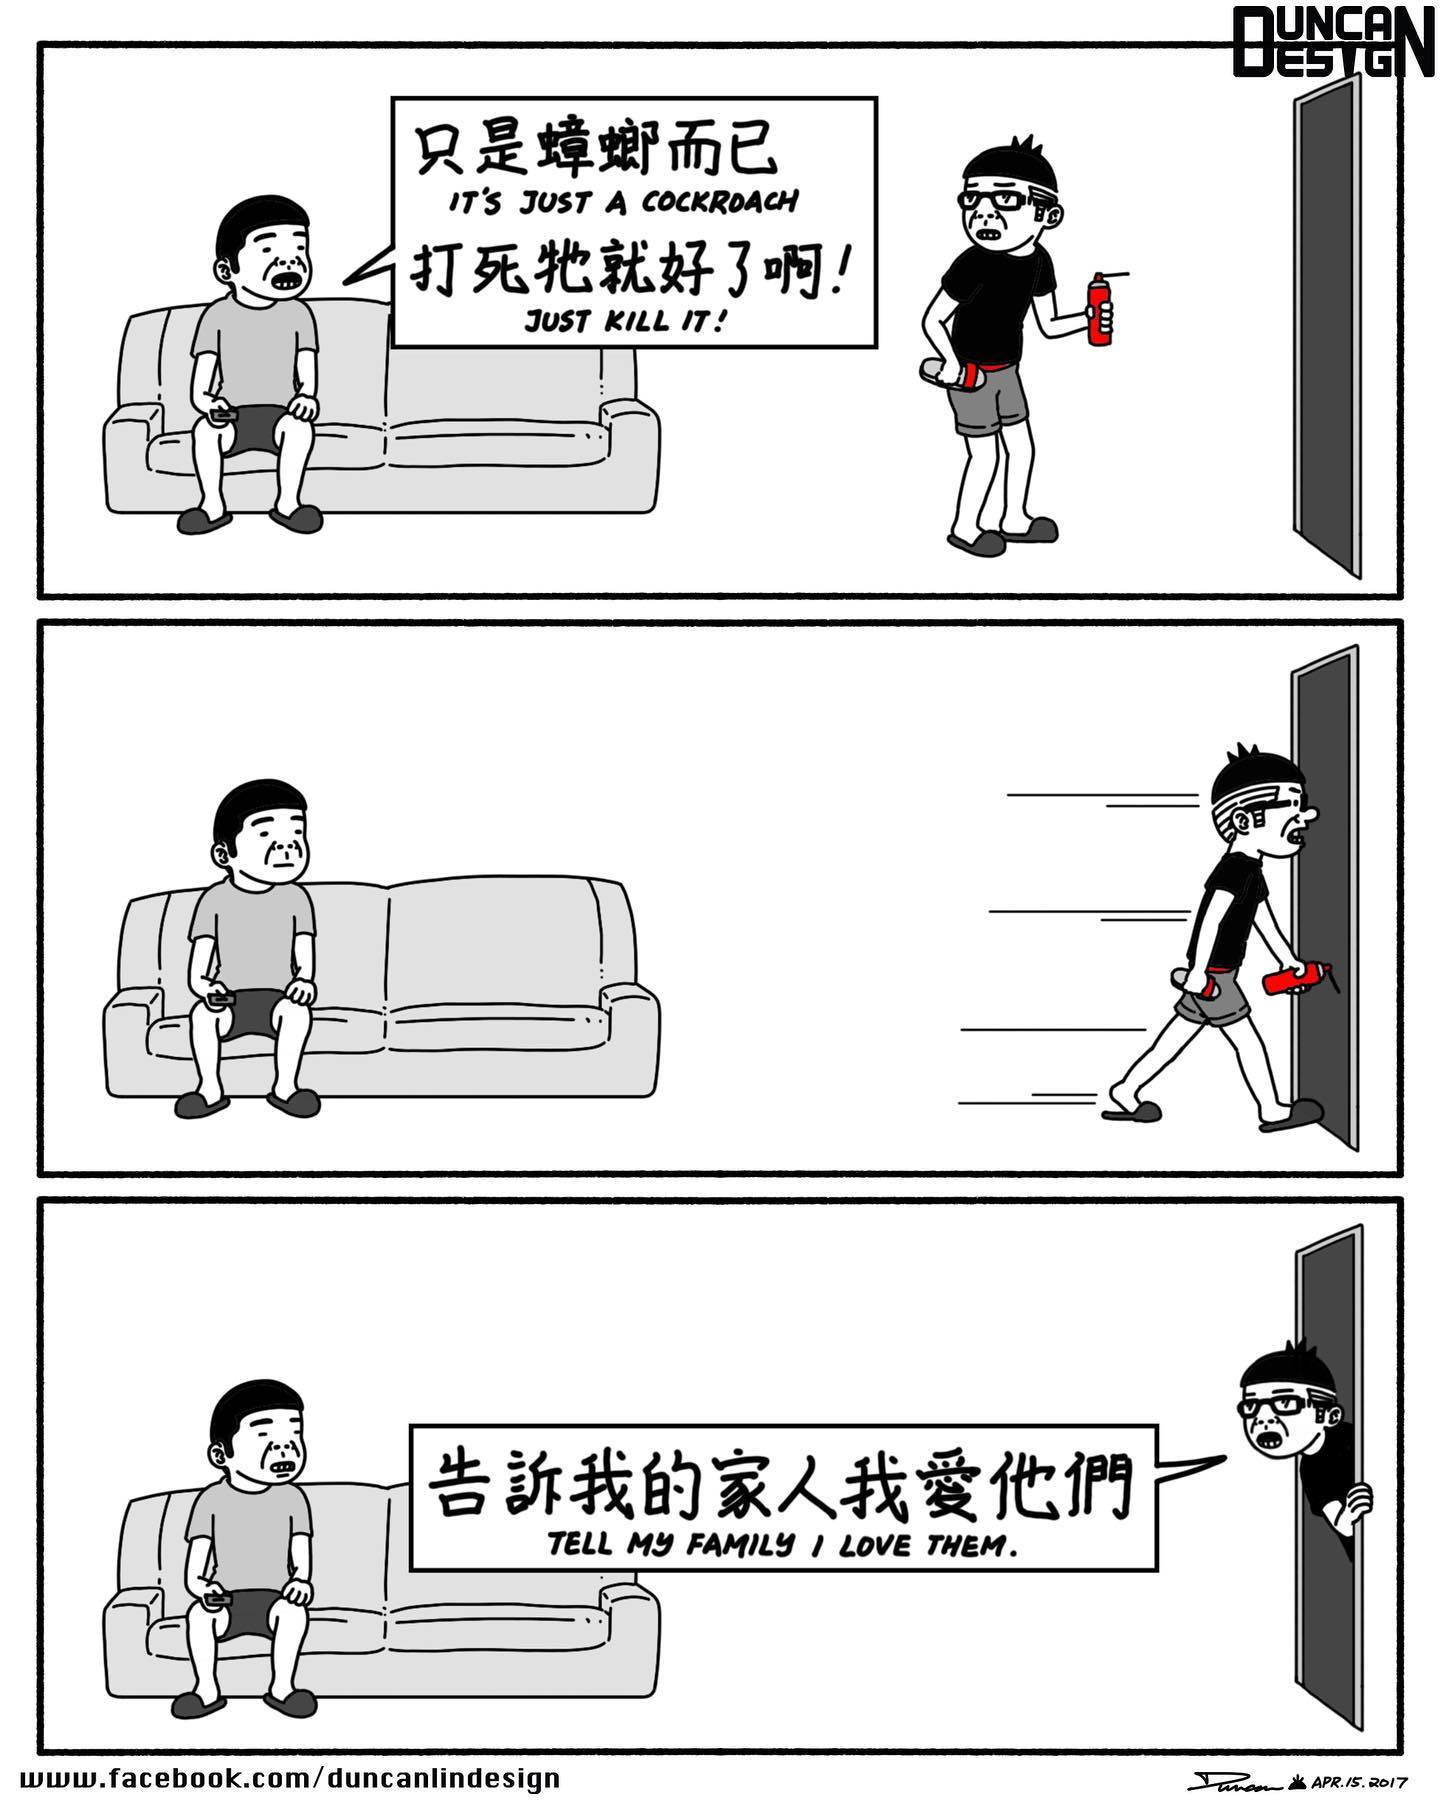 DUNCAN
DESIGN
只是蟑螂而已
IT'S JUST A COCKROACH
打死牠就好了啊!
JUST KILL IT!
告訴我的家人我愛他們
TELL MY FAMILY I LOVE THEM.
www.facebook.com/duncanlindesign
Duncan APR.15.2017